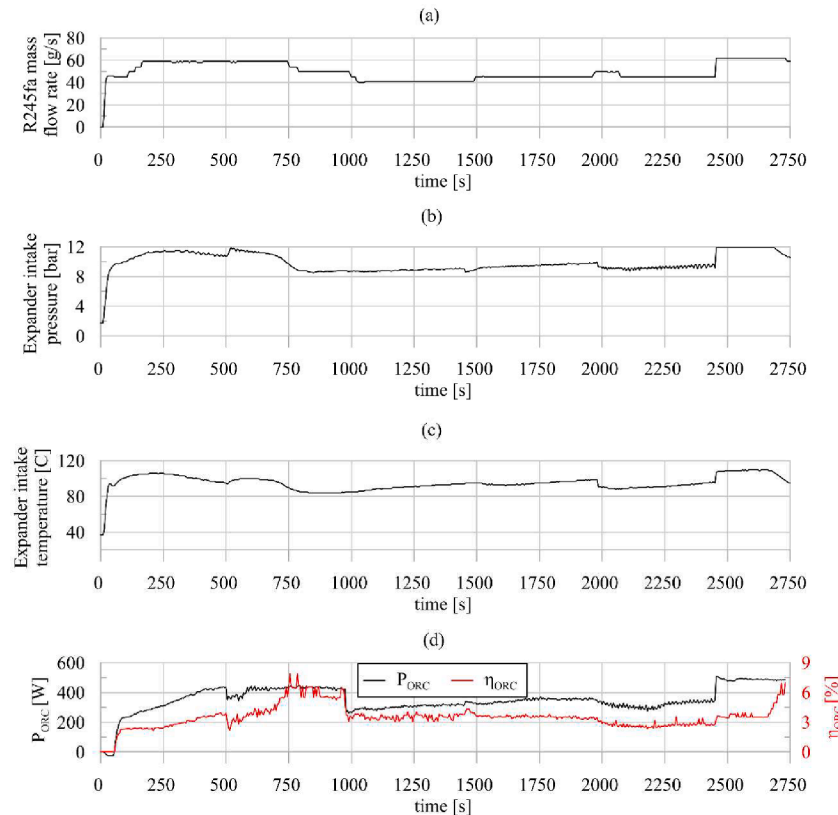 (a)
R245fa mass
flow rate [g/s]
80
60
40
20
0
0 250 500 750 1000 1250 1500 1750 2000 2250 2500 2750
time [s]
(b)
Expander intake
pressure [bar]
12
8
4
0
0 250 500 750 1000 1250 1500 1750 2000 2250 2500 2750
time [s]
(c)
Expander intake
temperature [C]
120
80
40
0 250 500 750 1000 1250 1500 1750 2000 2250 2500 2750
time [s]
(d)
P_ORC [W]
600
400
200
0
P_ORC η_ORC
9
6
3
0
η_ORC [%]
0 250 500 750 1000 1250 1500 1750 2000 2250 2500 2750
time [s]